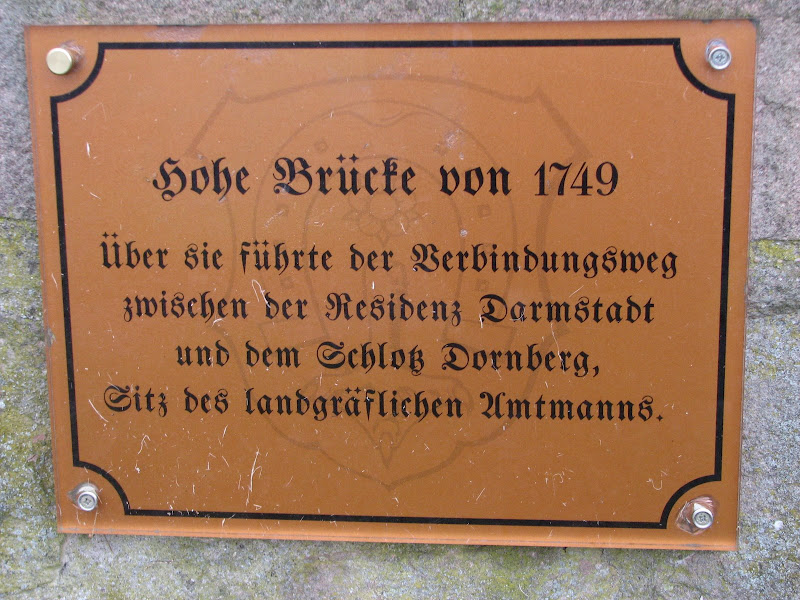 Hohe Brücke von 1749
Über sie führte der Verbindungsweg
zwischen der Residenz Darmstadt
und dem Schloß Dornberg,
Sitz des landgräflichen Amtmanns.